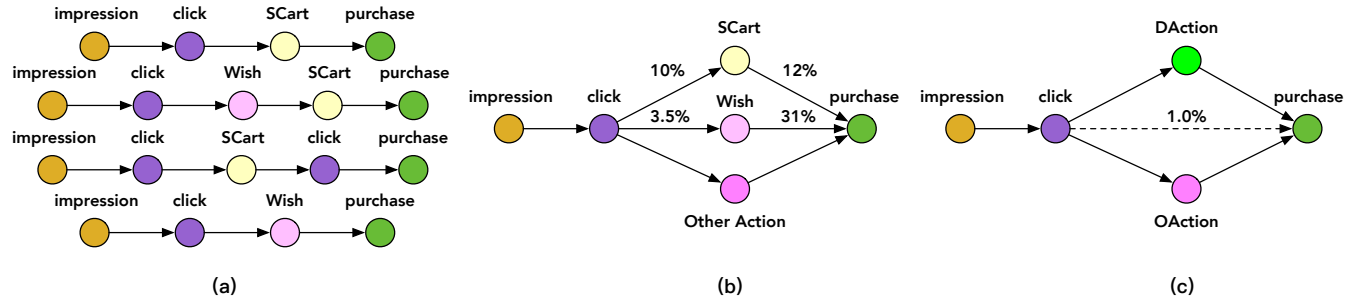 impression click SCart purchase
impression click Wish SCart purchase
impression click SCart click purchase
impression click Wish purchase
(a)
SCart
10% 12%
impression click Wish purchase
3.5% 31%
Other Action
(b)
DAction
impression click purchase
1.0%
OAction
(c)